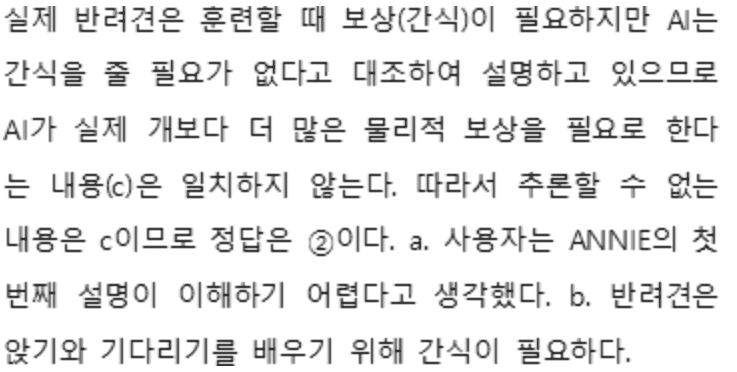 실제 반려견은 훈련할 때 보상(간식)이 필요하지만 AI는
간식을 줄 필요가 없다고 대조하여 설명하고 있으므로
AI가 실제 개보다 더 많은 물리적 보상을 필요로 한다
는 내용(c)은 일치하지 않는다. 따라서 추론할 수 없는
내용은 c이므로 정답은 ②이다. a. 사용자는 ANNIE의 첫
번째 설명이 이해하기 어렵다고 생각했다. b. 반려견은
앉기와 기다리기를 배우기 위해 간식이 필요하다.